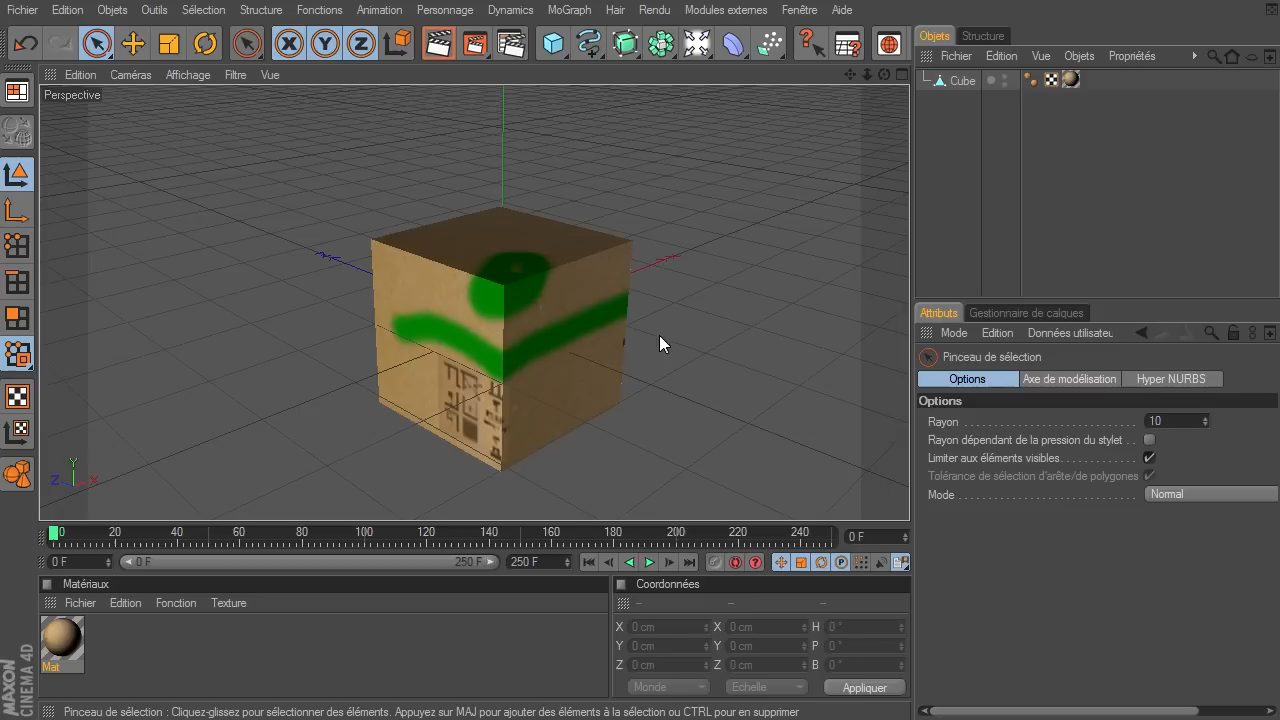 Fichier Edition Objets Outils Sélection Structure Fonctions Animation Personnage Dynamics MoGraph Hair Rendu Modules externes Fenêtre Aide
Edition Caméras Affichage Filtre Vue
Perspective
Y
Z X
Objets Structure
Fichier Edition Vue Objets Propriétés
Cube
Attributs Gestionnaire de calques
Mode Edition Données utilisateu
Pinceau de sélection
Options Axe de modélisation Hyper NURBS
Options
Rayon 10
Rayon dépendant de la pression du stylet
Limiter aux éléments visibles
Tolérance de sélection d'arête/de polygones
Mode Normal
0 20 40 60 80 100 120 140 160 180 200 220 240 0 F
0 F 0 F 250 F 250 F
Matériaux
Fichier Edition Fonction Texture
Mat
Coordonnées
-- -- --
X 0 cm X 0 cm H 0 °
Y 0 cm Y 0 cm P 0 °
Z 0 cm Z 0 cm B 0 °
Monde Echelle Appliquer
MAXON
CINEMA 4D
Pinceau de sélection : Cliquez-glissez pour sélectionner des éléments. Appuyez sur MAJ pour ajouter des éléments à la sélection ou CTRL pour en supprimer